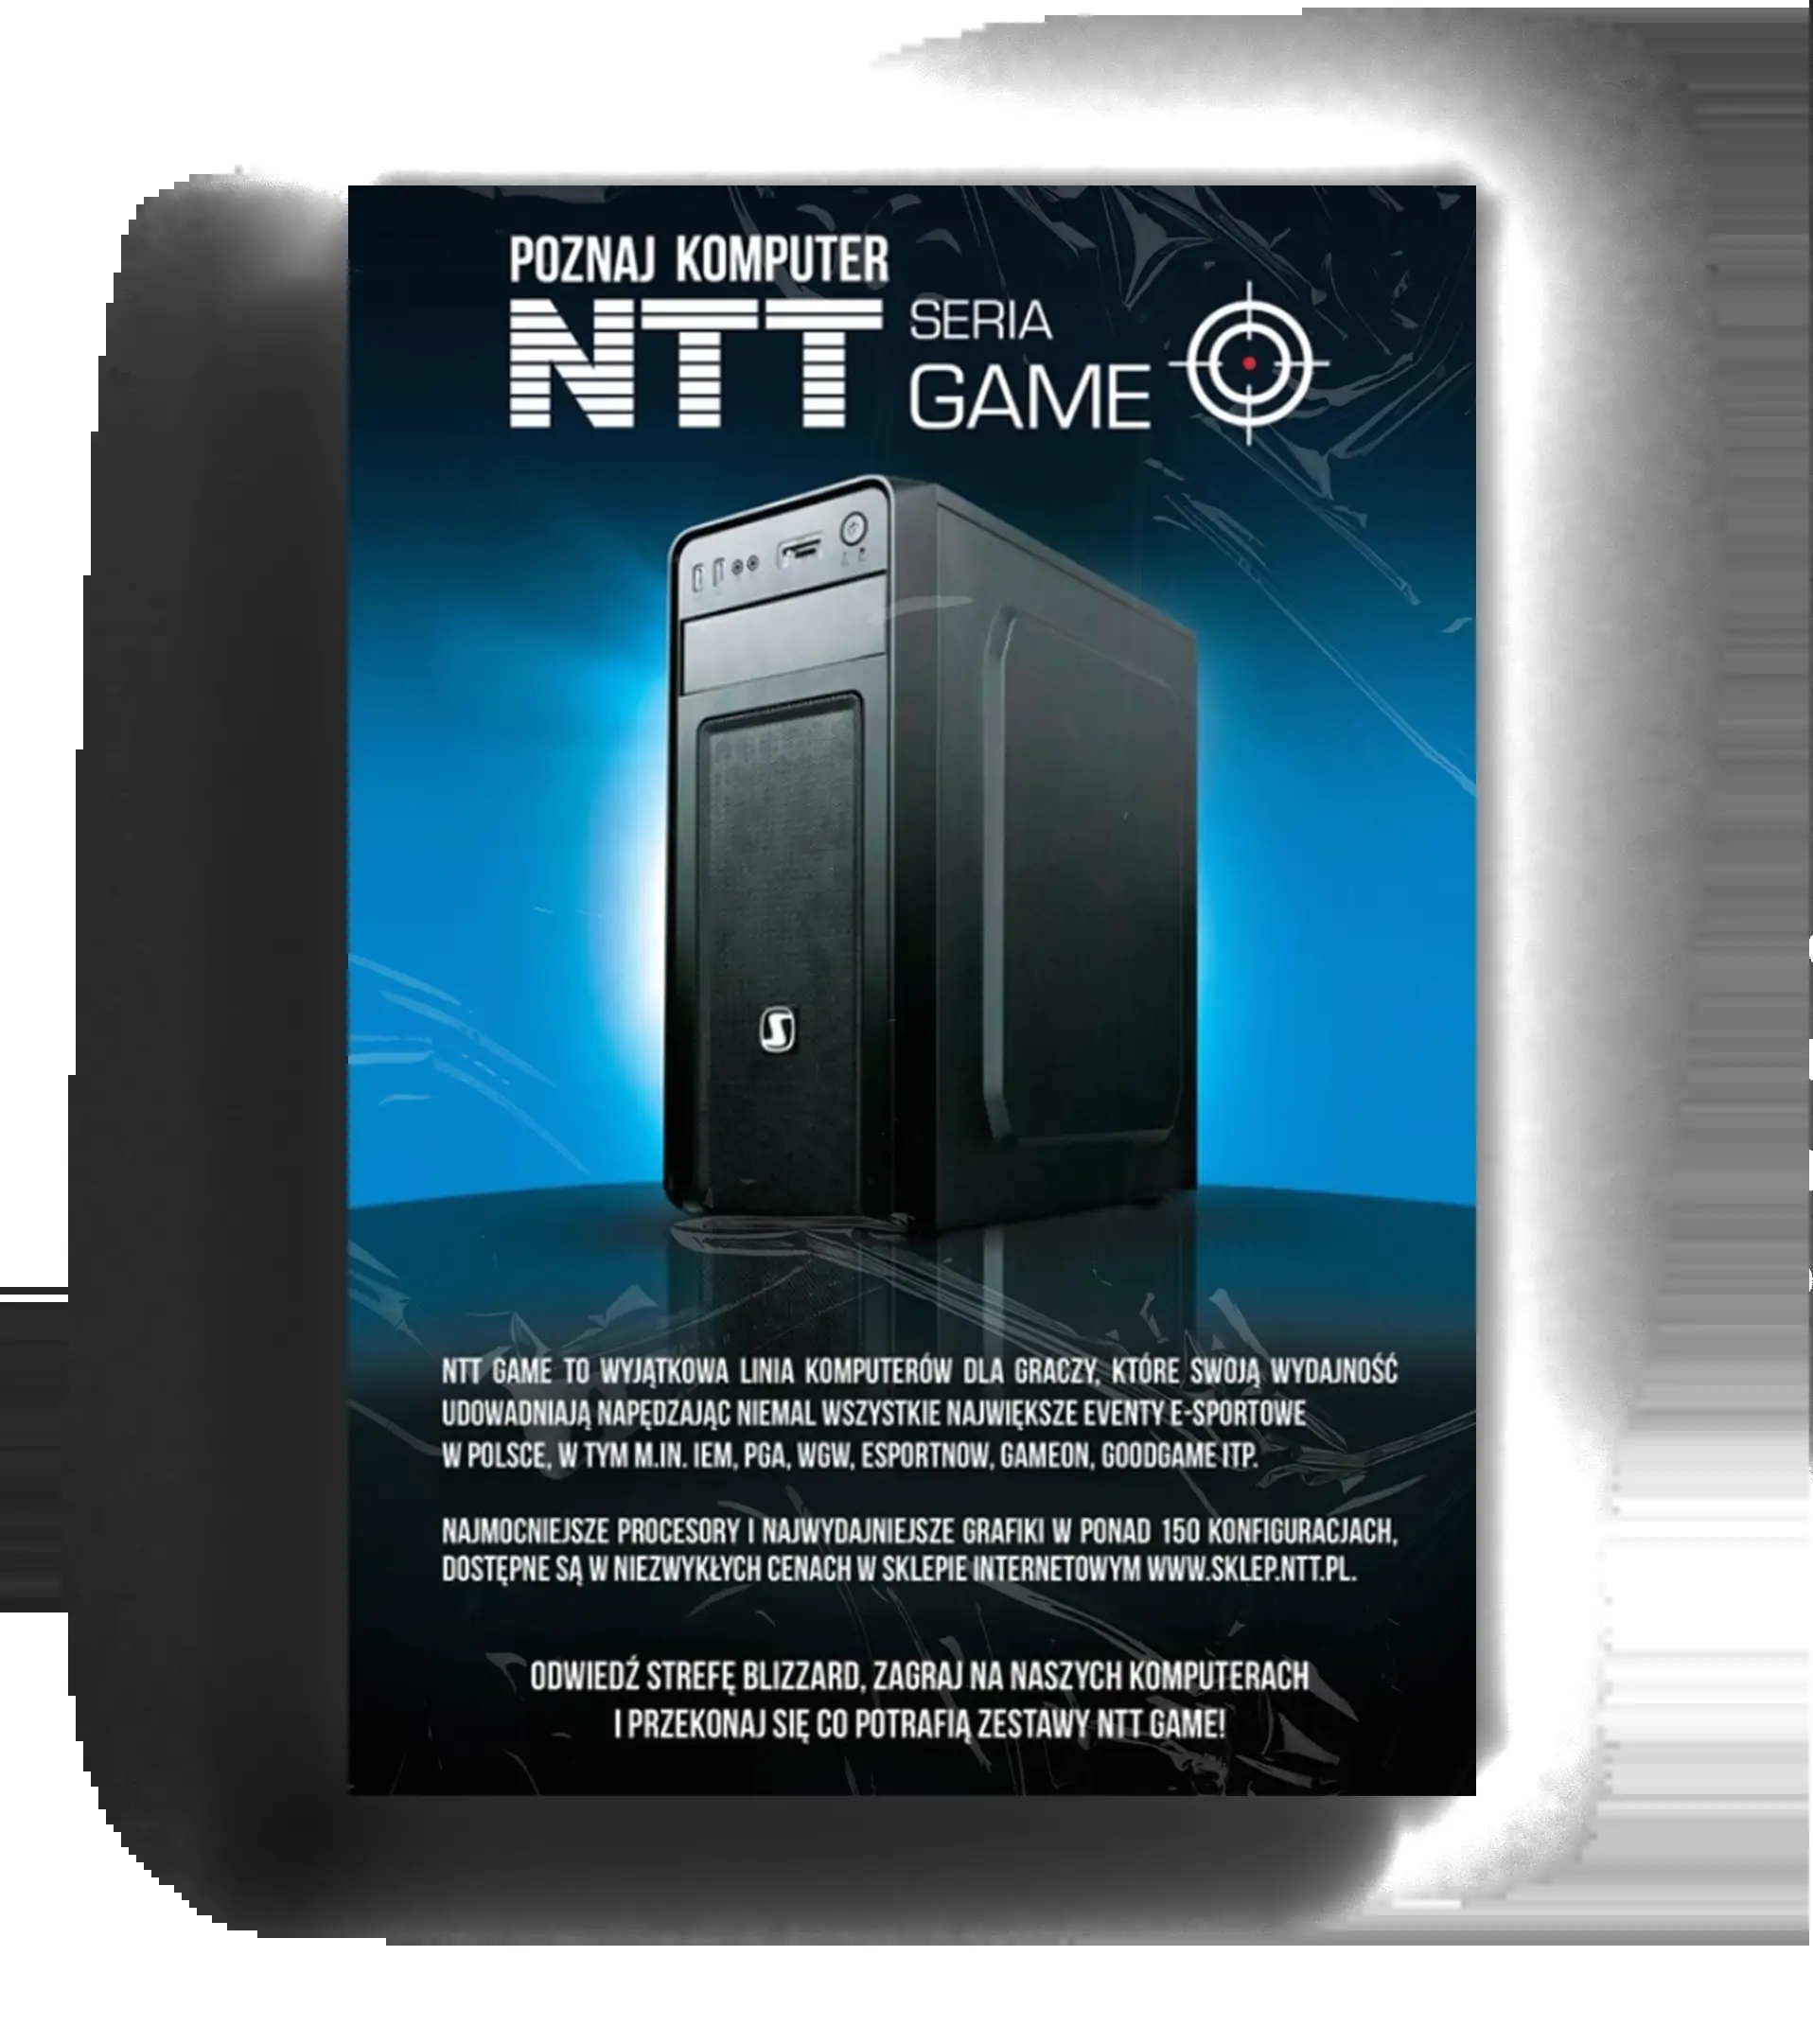 POZNAJ KOMPUTER
NTT SERIA
GAME
NTT GAME TO WYJĄTKOWA LINIA KOMPUTERÓW DLA GRACZY, KTÓRE SWOJĄ WYDAJNOŚĆ
UDOWADNIAJĄ NAPĘDZAJĄC NIEMAL WSZYSTKIE NAJWIĘKSZE EVENTY E-SPORTOWE
W POLSCE, W TYM M.IN. IEM, PGA, WGW, ESPORTNOW, GAMEON, GOODGAME ITP.
NAJMOCNIEJSZE PROCESORY I NAJWYDAJNIEJSZE GRAFIKI W PONAD 150 KONFIGURACJACH,
DOSTĘPNE SĄ W NIEZWYKŁYCH CENACH W SKLEPIE INTERNETOWYM WWW.SKLEP.NTT.PL.
ODWIEDŹ STREFĘ BLIZZARD, ZAGRAJ NA NASZYCH KOMPUTERACH
I PRZEKONAJ SIĘ CO POTRAFIĄ ZESTAWY NTT GAME!